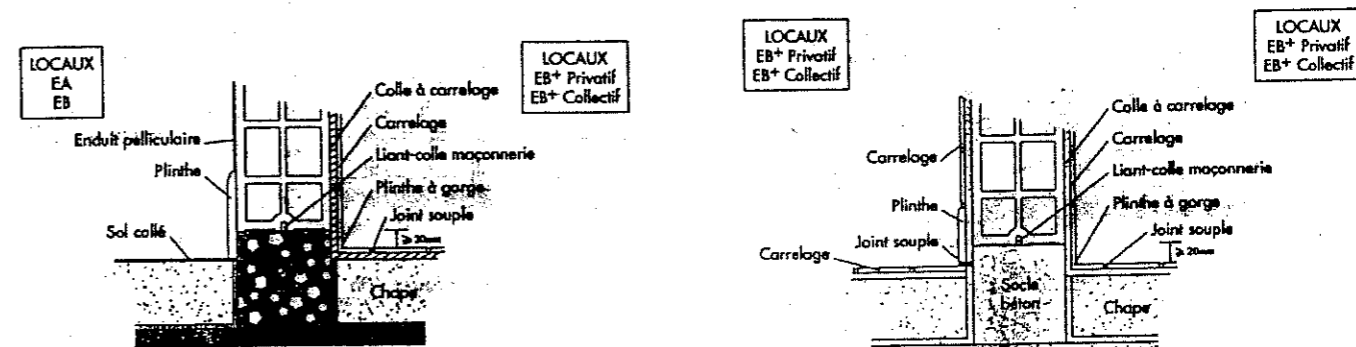 LOCAUX
EA
EB
LOCAUX
EB+ Privatif
EB+ Collectif
Colle à carrelage
Enduit pelliculaire
Carrelage
Liant-colle maçonnerie
Plinthe
Plinthe à gorge
Joint souple
Sol collé
≥ 20mm
Chape
LOCAUX
EB+ Privatif
EB+ Collectif
LOCAUX
EB+ Privatif
EB+ Collectif
Colle à carrelage
Carrelage
Carrelage
Liant-colle maçonnerie
Plinthe
Plinthe à gorge
Joint souple
Joint souple
Carrelage
≥ 20mm
Socle
béton
Chape